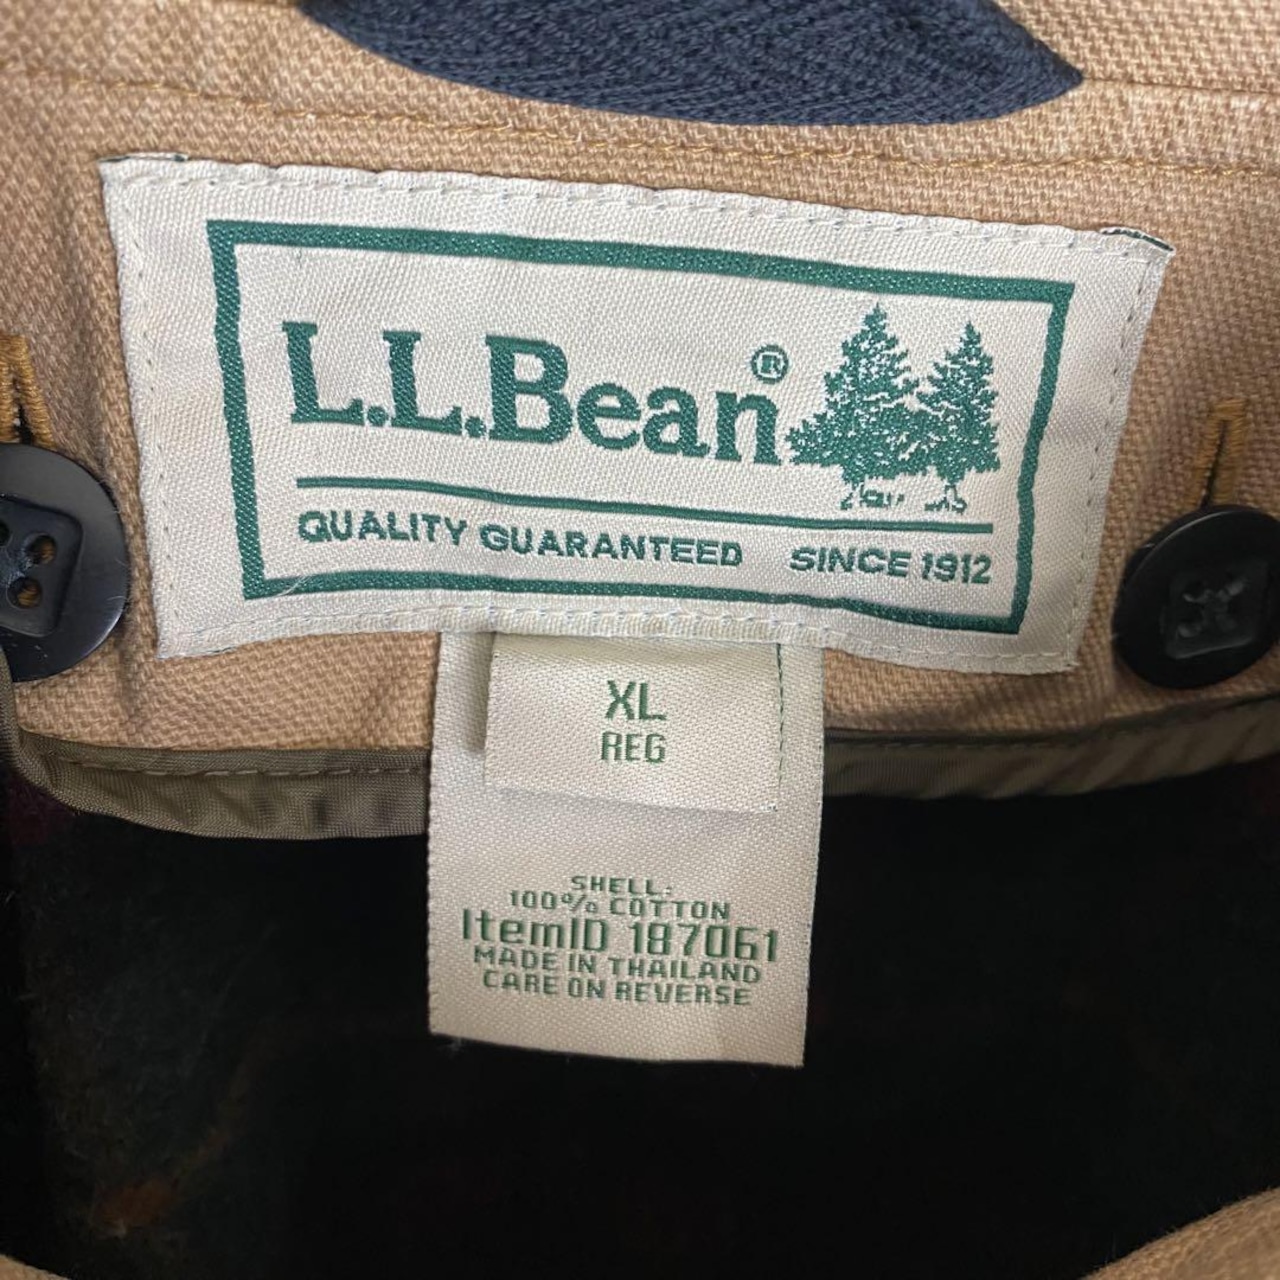 L.L.Bean®
QUALITY GUARANTEED SINCE 1912
XL
REG
SHELL:
100% COTTON
ItemID 187061
MADE IN THAILAND
CARE ON REVERSE